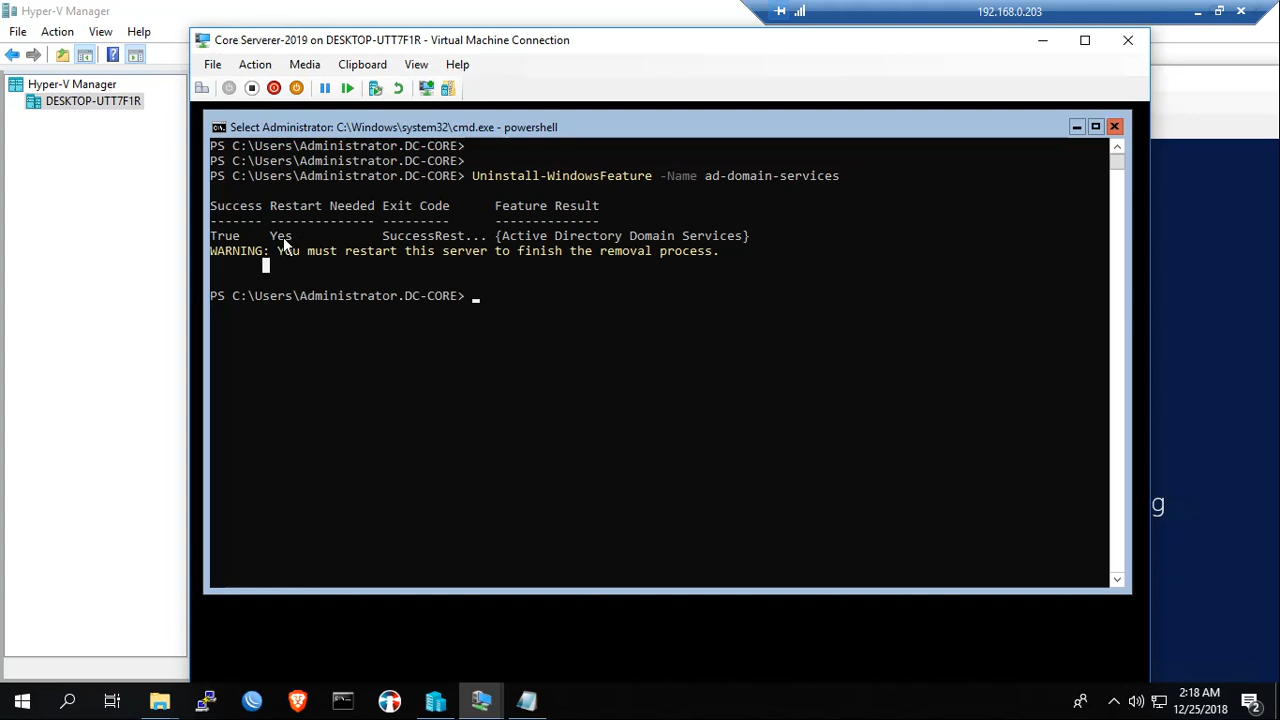 Hyper-V Manager
192.168.0.203
File Action View Help
Core Serverer-2019 on DESKTOP-UTT7F1R - Virtual Machine Connection
File Action Media Clipboard View Help
Hyper-V Manager
DESKTOP-UTT7F1R
Select Administrator: C:\Windows\system32\cmd.exe - powershell
PS C:\Users\Administrator.DC-CORE>
PS C:\Users\Administrator.DC-CORE>
PS C:\Users\Administrator.DC-CORE> Uninstall-WindowsFeature -Name ad-domain-services
Success Restart Needed Exit Code Feature Result
------- -------------- --------- --------------
True Yes SuccessRest... {Active Directory Domain Services}
WARNING: You must restart this server to finish the removal process.
PS C:\Users\Administrator.DC-CORE>
g
2:18 AM
12/25/2018
2